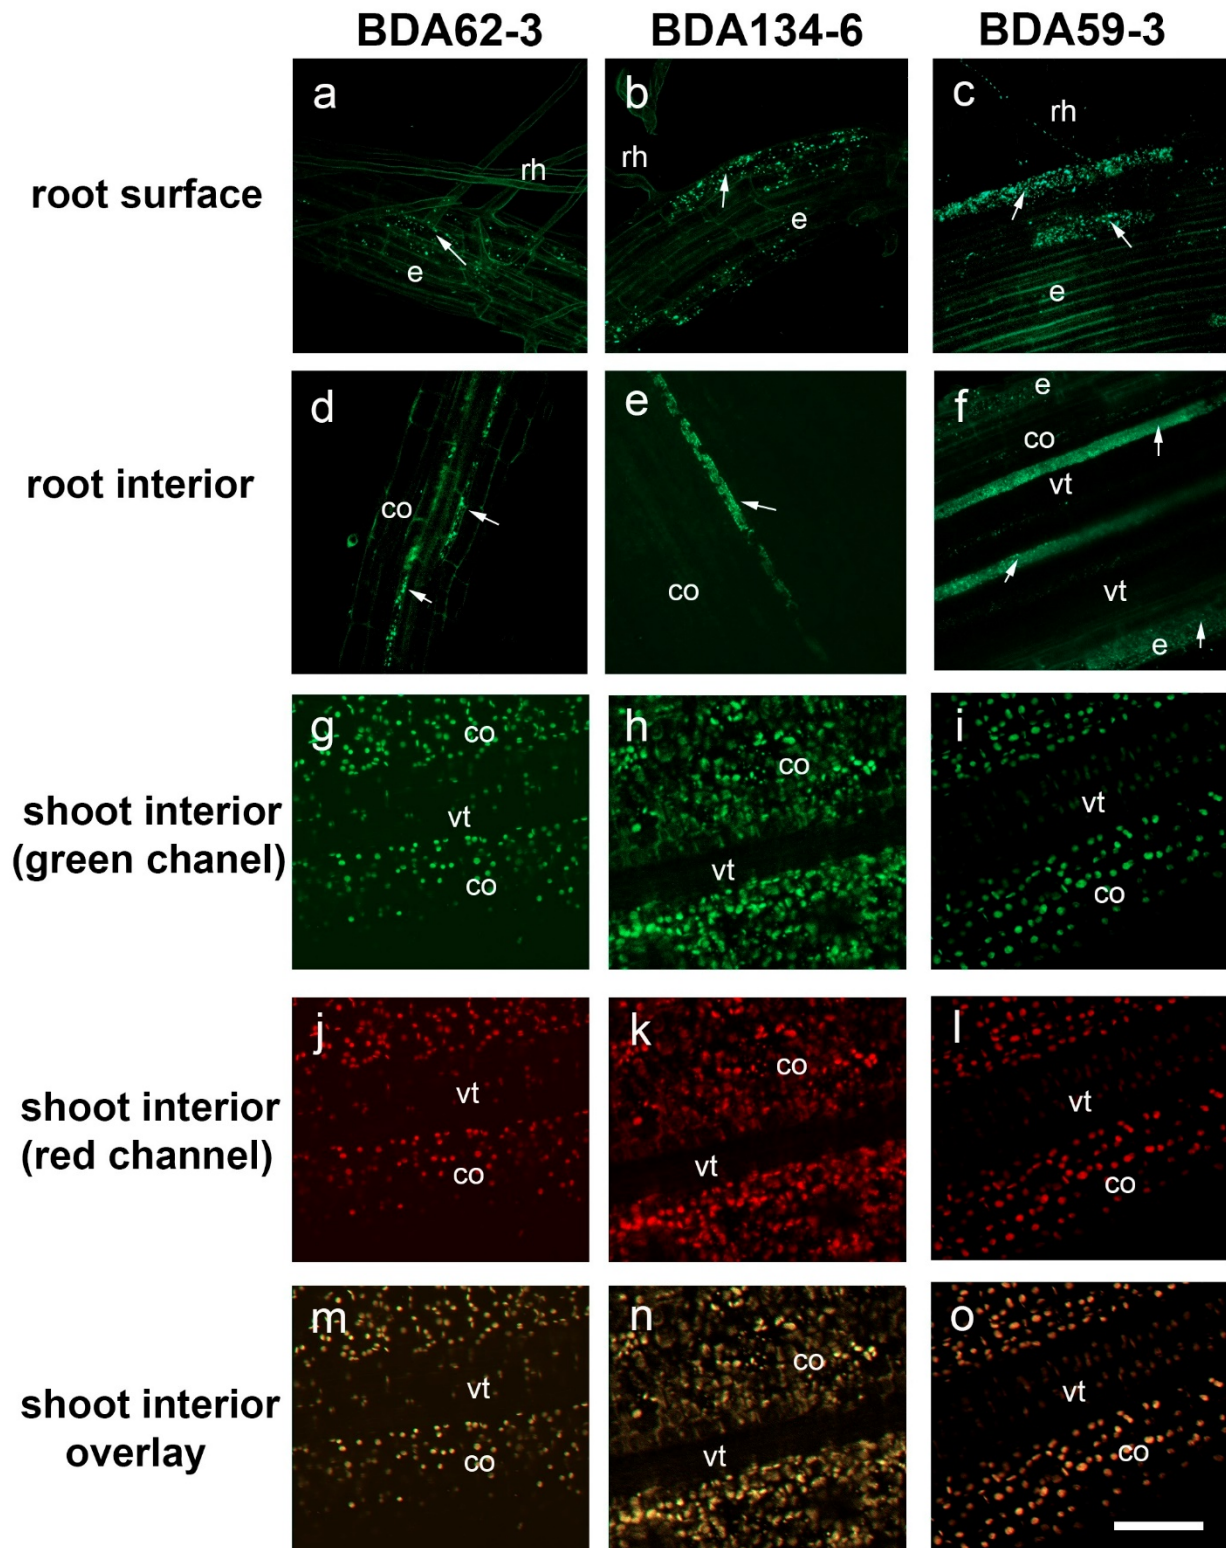 BDA62-3 BDA134-6 BDA59-3
root surface
a rh e
b rh e
c rh e
root interior
d co
e co
f e co vt vt e
shoot interior
(green chanel)
g co vt co
h co vt
i vt co
shoot interior
(red channel)
j vt co
k co vt
l vt co
shoot interior
overlay
m vt co
n co vt
o vt co